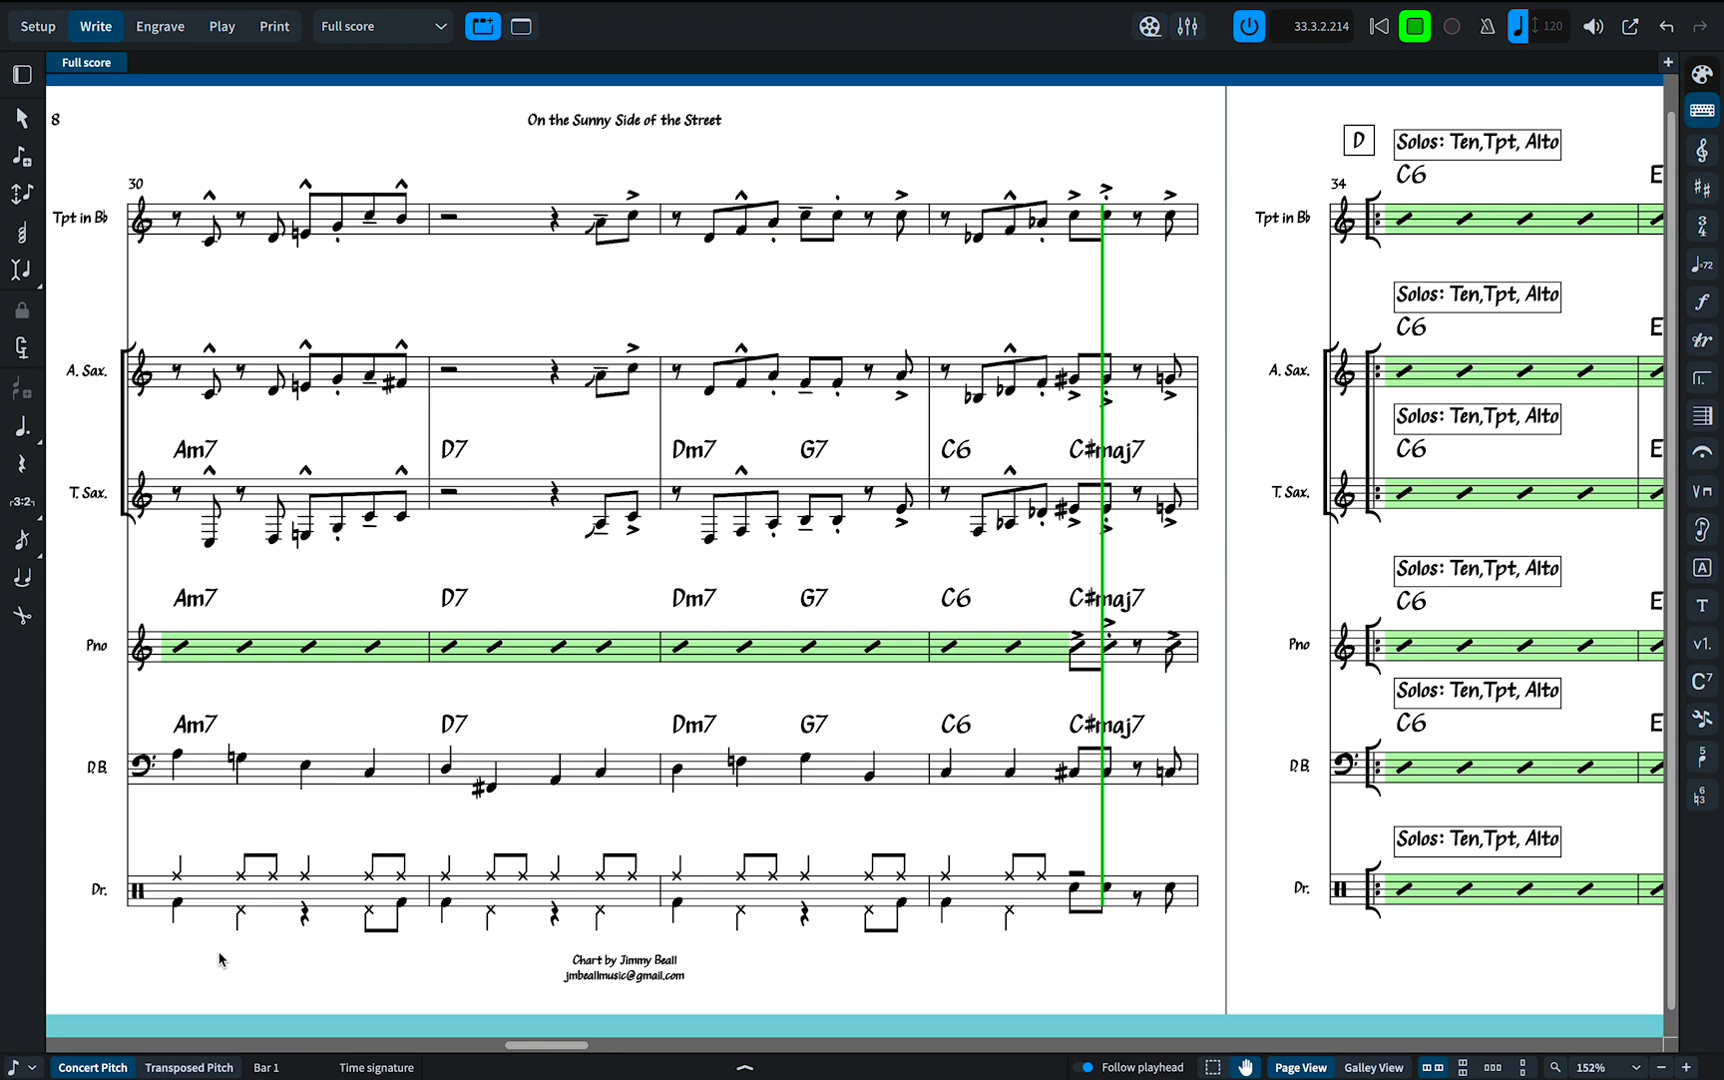 Setup Write Engrave Play Print Full score 33.3.2.214 120
Full score
8 On the Sunny Side of the Street
D Solos: Ten,Tpt, Alto
C6 E
30 34
Tpt in B♭ Tpt in B♭
Solos: Ten,Tpt, Alto
C6 E
A. Sax. A. Sax.
Solos: Ten,Tpt, Alto
Am7 D7 Dm7 G7 C6 C#maj7 C6 E
T. Sax. T. Sax.
Solos: Ten,Tpt, Alto
Am7 D7 Dm7 G7 C6 C#maj7 C6 E
Pno Pno
Solos: Ten,Tpt, Alto
Am7 D7 Dm7 G7 C6 C#maj7 C6 E
D.B. D.B.
Solos: Ten,Tpt, Alto
Dr. Dr.
Chart by Jimmy Beall
jmbeallmusic@gmail.com
Concert Pitch Transposed Pitch Bar 1 Time signature Follow playhead Page View Galley View 152%